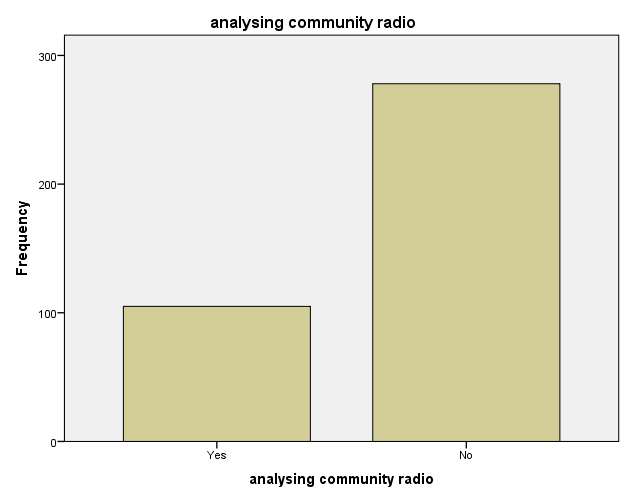 analysing community radio
300
200
100
0
Frequency
Yes No
analysing community radio